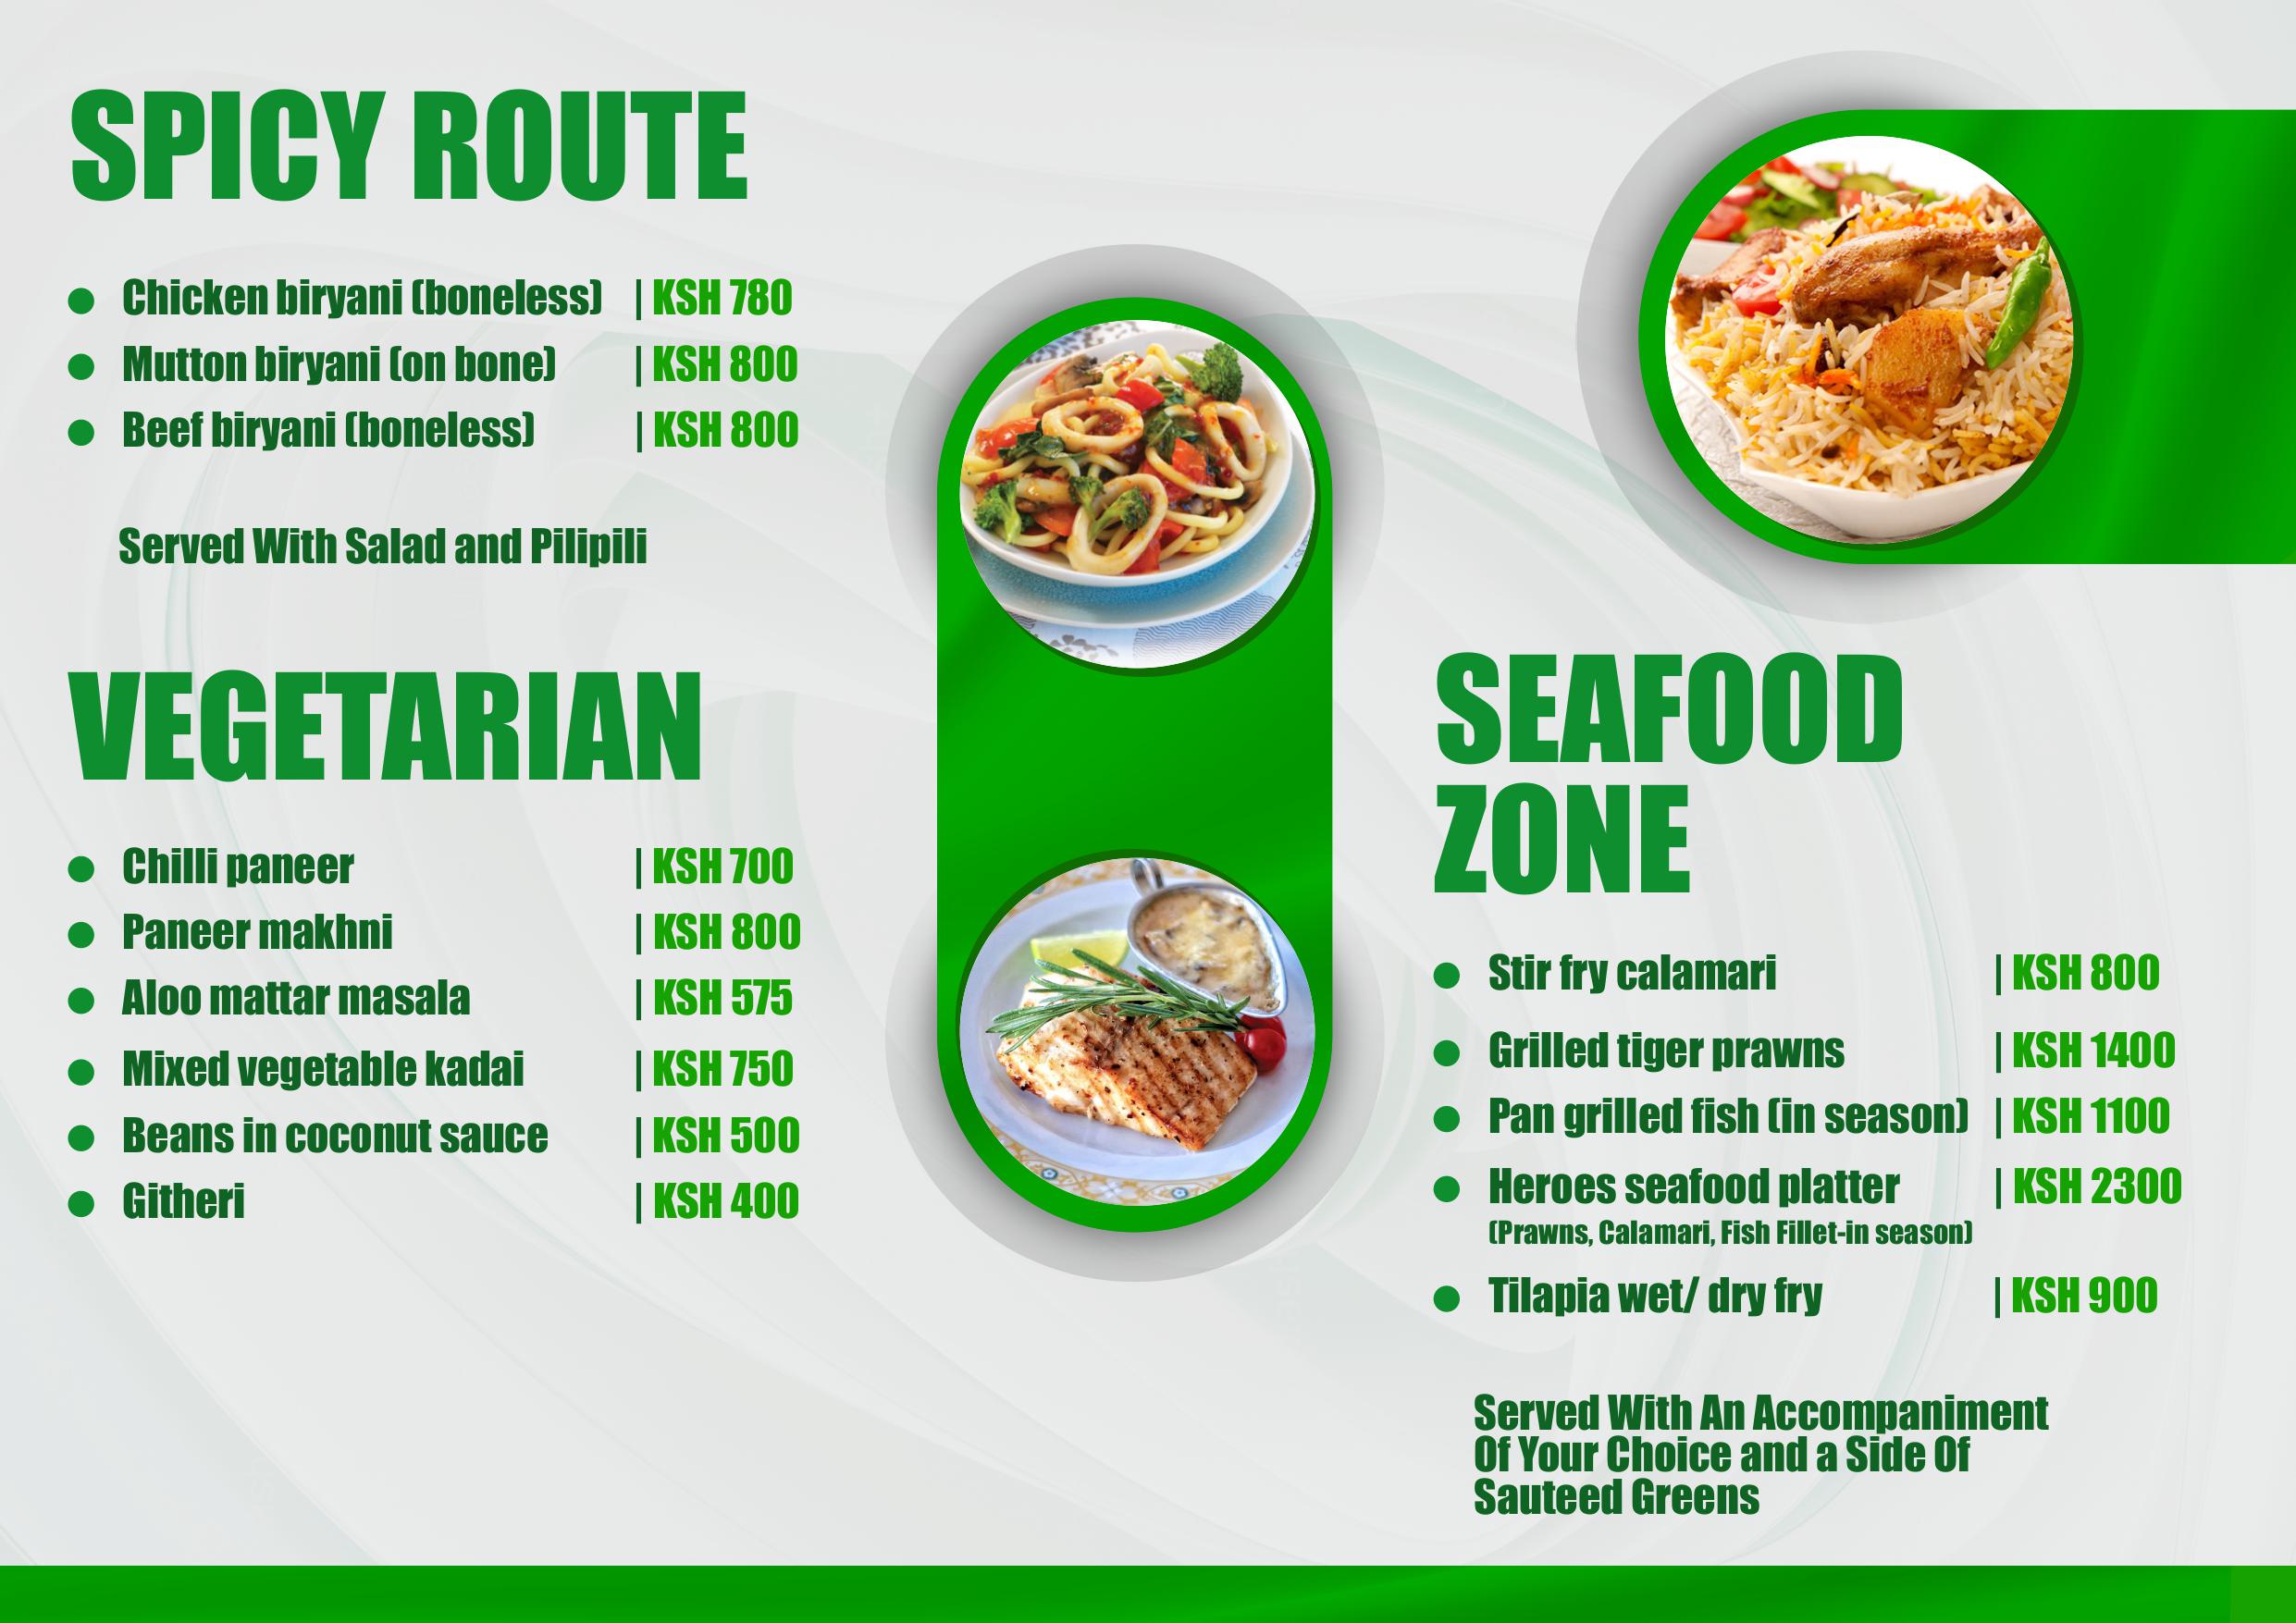 SPICY ROUTE
Chicken biryani (boneless) | KSH 780
Mutton biryani (on bone) | KSH 800
Beef biryani (boneless) | KSH 800
Served With Salad and Pilipili
VEGETARIAN
Chilli paneer | KSH 700
Paneer makhni | KSH 800
Aloo mattar masala | KSH 575
Mixed vegetable kadai | KSH 750
Beans in coconut sauce | KSH 500
Githeri | KSH 400
SEAFOOD
ZONE
Stir fry calamari | KSH 800
Grilled tiger prawns | KSH 1400
Pan grilled fish (in season) | KSH 1100
Heroes seafood platter | KSH 2300
(Prawns, Calamari, Fish Fillet-in season)
Tilapia wet/ dry fry | KSH 900
Served With An Accompaniment
Of Your Choice and a Side Of
Sauteed Greens